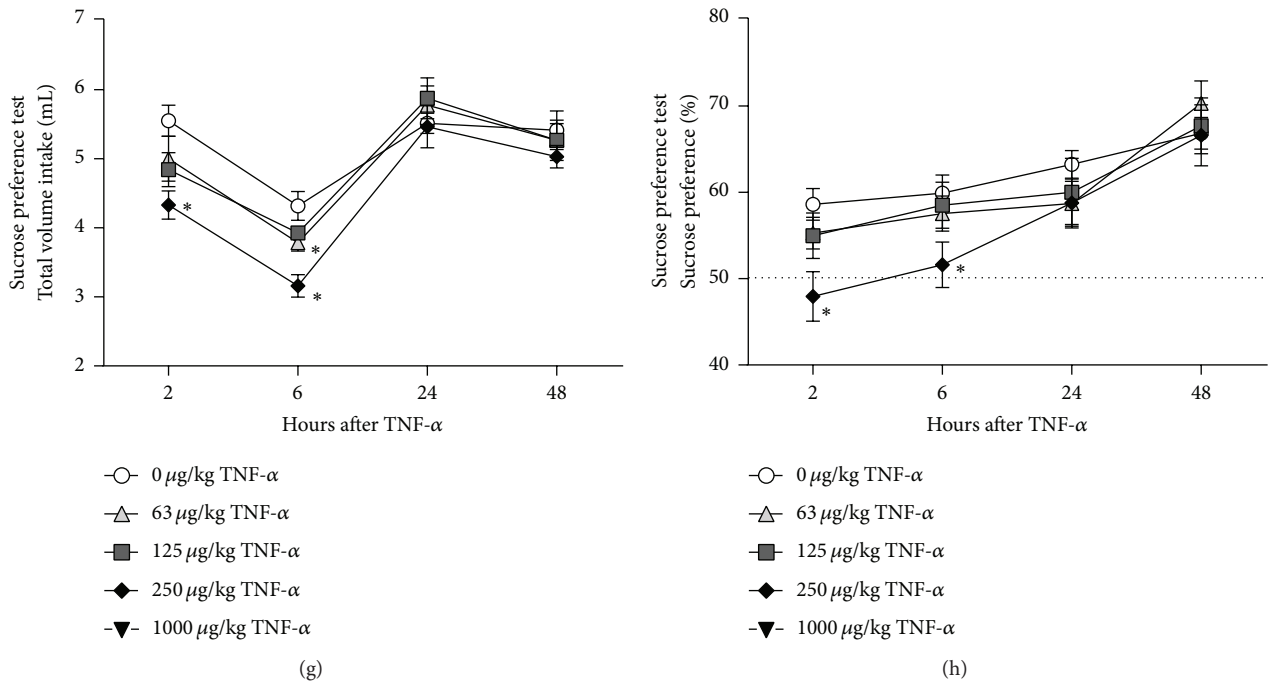 Sucrose preference test
Total volume intake (mL)
7
6
5
4
3
2
*
*
*
2
6
24
48
Hours after TNF-α
0 μg/kg TNF-α
63 μg/kg TNF-α
125 μg/kg TNF-α
250 μg/kg TNF-α
1000 μg/kg TNF-α
(g)
Sucrose preference test
Sucrose preference (%)
80
70
60
50
40
*
*
2
6
24
48
Hours after TNF-α
0 μg/kg TNF-α
63 μg/kg TNF-α
125 μg/kg TNF-α
250 μg/kg TNF-α
1000 μg/kg TNF-α
(h)